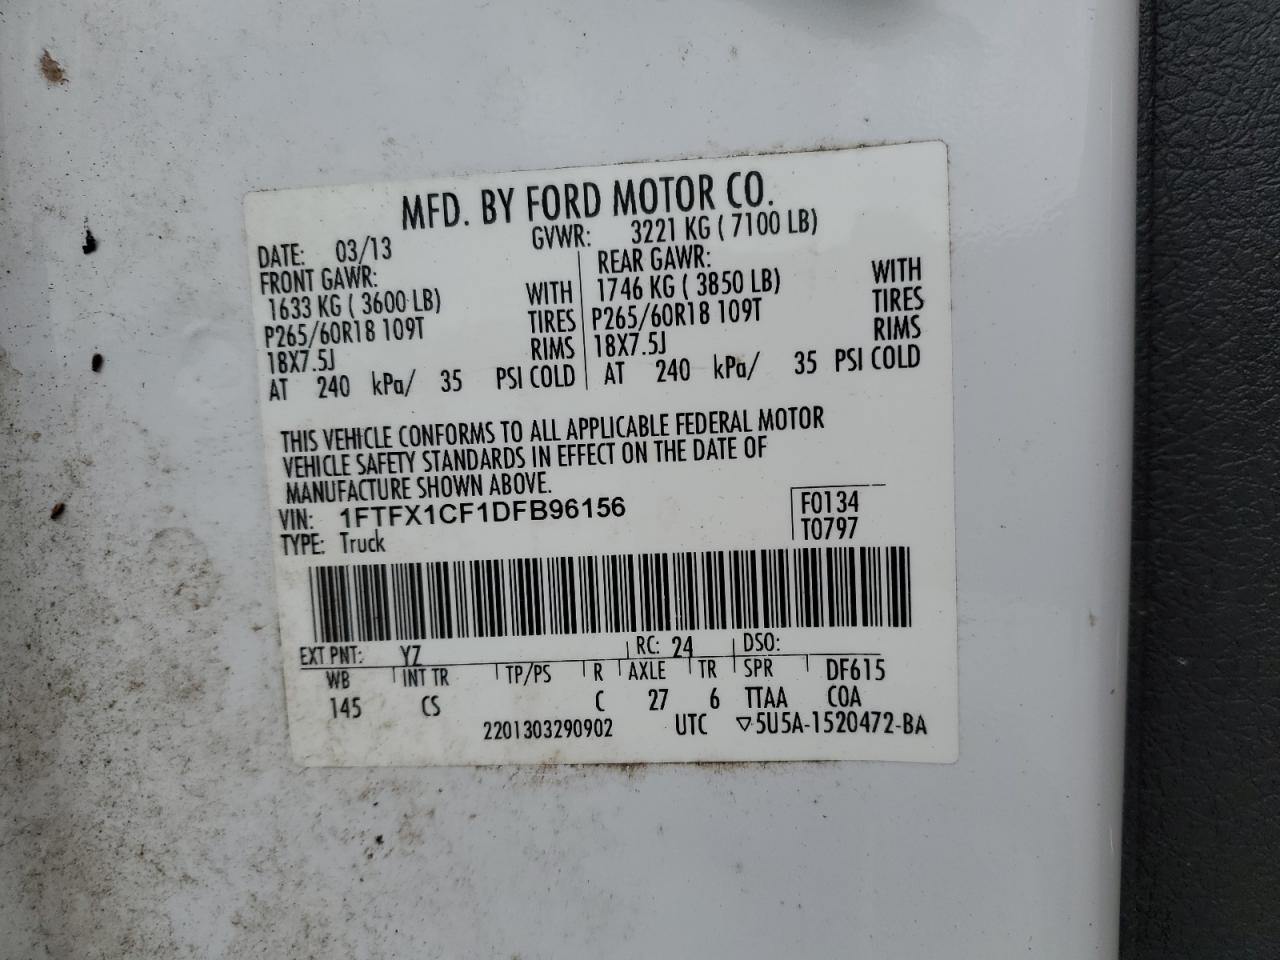 MFD. BY FORD MOTOR CO.
DATE: 03/13 GVWR: 3221 KG ( 7100 LB)
FRONT GAWR: REAR GAWR:
1633 KG ( 3600 LB) WITH 1746 KG ( 3850 LB) WITH
P265/60R18 109T TIRES P265/60R18 109T TIRES
18X7.5J RIMS 18X7.5J RIMS
AT 240 kPa/ 35 PSI COLD AT 240 kPa/ 35 PSI COLD
THIS VEHICLE CONFORMS TO ALL APPLICABLE FEDERAL MOTOR
VEHICLE SAFETY STANDARDS IN EFFECT ON THE DATE OF
MANUFACTURE SHOWN ABOVE.
VIN: 1FTFX1CF1DFB96156 F0134
TYPE: Truck T0797
EXT PNT: YZ RC: 24 DSO:
WB INT TR TP/PS R AXLE TR SPR DF615
145 CS C 27 6 TTAA COA
2201303290902 UTC ▽5U5A-1520472-BA